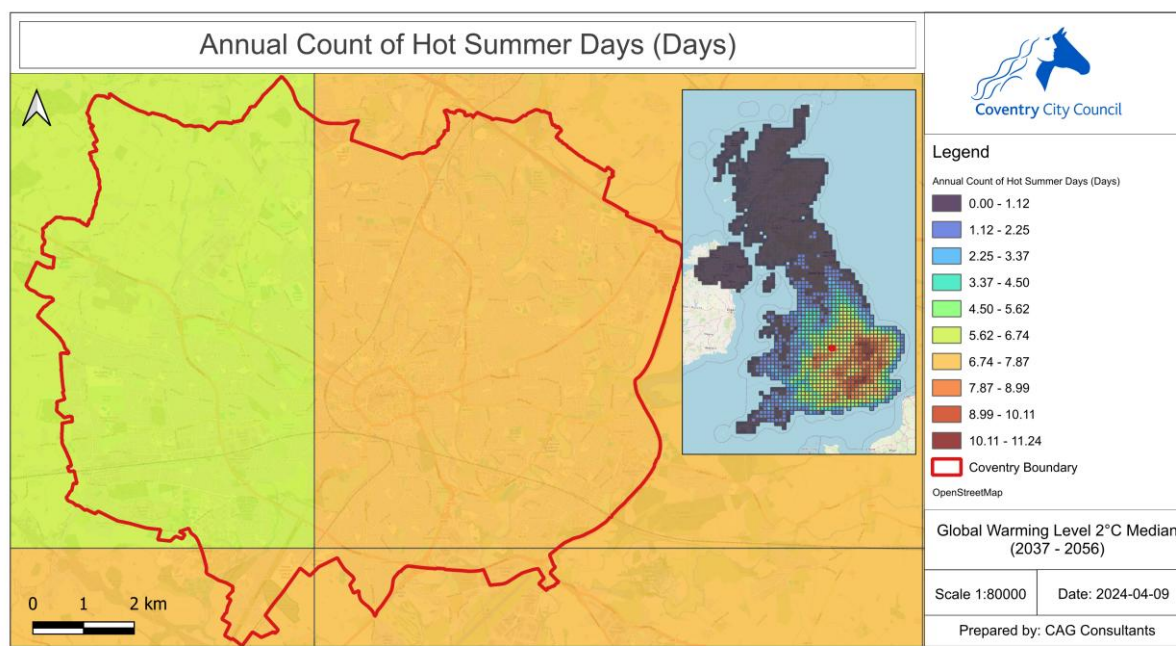 Annual Count of Hot Summer Days (Days)
0 1 2 km
Coventry City Council
Legend
Annual Count of Hot Summer Days (Days)
0.00 - 1.12
1.12 - 2.25
2.25 - 3.37
3.37 - 4.50
4.50 - 5.62
5.62 - 6.74
6.74 - 7.87
7.87 - 8.99
8.99 - 10.11
10.11 - 11.24
Coventry Boundary
OpenStreetMap
Global Warming Level 2°C Median
(2037 - 2056)
Scale 1:80000
Date: 2024-04-09
Prepared by: CAG Consultants